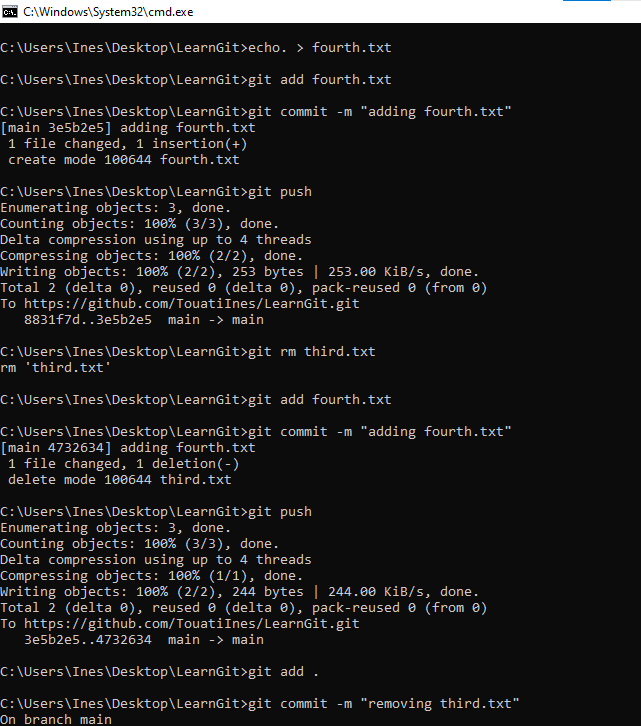 C:\Windows\System32\cmd.exe
C:\Users\Ines\Desktop\LearnGit>echo. > fourth.txt
C:\Users\Ines\Desktop\LearnGit>git add fourth.txt
C:\Users\Ines\Desktop\LearnGit>git commit -m "adding fourth.txt"
[main 3e5b2e5] adding fourth.txt
 1 file changed, 1 insertion(+)
 create mode 100644 fourth.txt
C:\Users\Ines\Desktop\LearnGit>git push
Enumerating objects: 3, done.
Counting objects: 100% (3/3), done.
Delta compression using up to 4 threads
Compressing objects: 100% (2/2), done.
Writing objects: 100% (2/2), 253 bytes | 253.00 KiB/s, done.
Total 2 (delta 0), reused 0 (delta 0), pack-reused 0 (from 0)
To https://github.com/TouatiInes/LearnGit.git
   8831f7d..3e5b2e5  main -> main
C:\Users\Ines\Desktop\LearnGit>git rm third.txt
rm 'third.txt'
C:\Users\Ines\Desktop\LearnGit>git add fourth.txt
C:\Users\Ines\Desktop\LearnGit>git commit -m "adding fourth.txt"
[main 4732634] adding fourth.txt
 1 file changed, 1 deletion(-)
 delete mode 100644 third.txt
C:\Users\Ines\Desktop\LearnGit>git push
Enumerating objects: 3, done.
Counting objects: 100% (3/3), done.
Delta compression using up to 4 threads
Compressing objects: 100% (1/1), done.
Writing objects: 100% (2/2), 244 bytes | 244.00 KiB/s, done.
Total 2 (delta 0), reused 0 (delta 0), pack-reused 0 (from 0)
To https://github.com/TouatiInes/LearnGit.git
   3e5b2e5..4732634  main -> main
C:\Users\Ines\Desktop\LearnGit>git add .
C:\Users\Ines\Desktop\LearnGit>git commit -m "removing third.txt"
On branch main